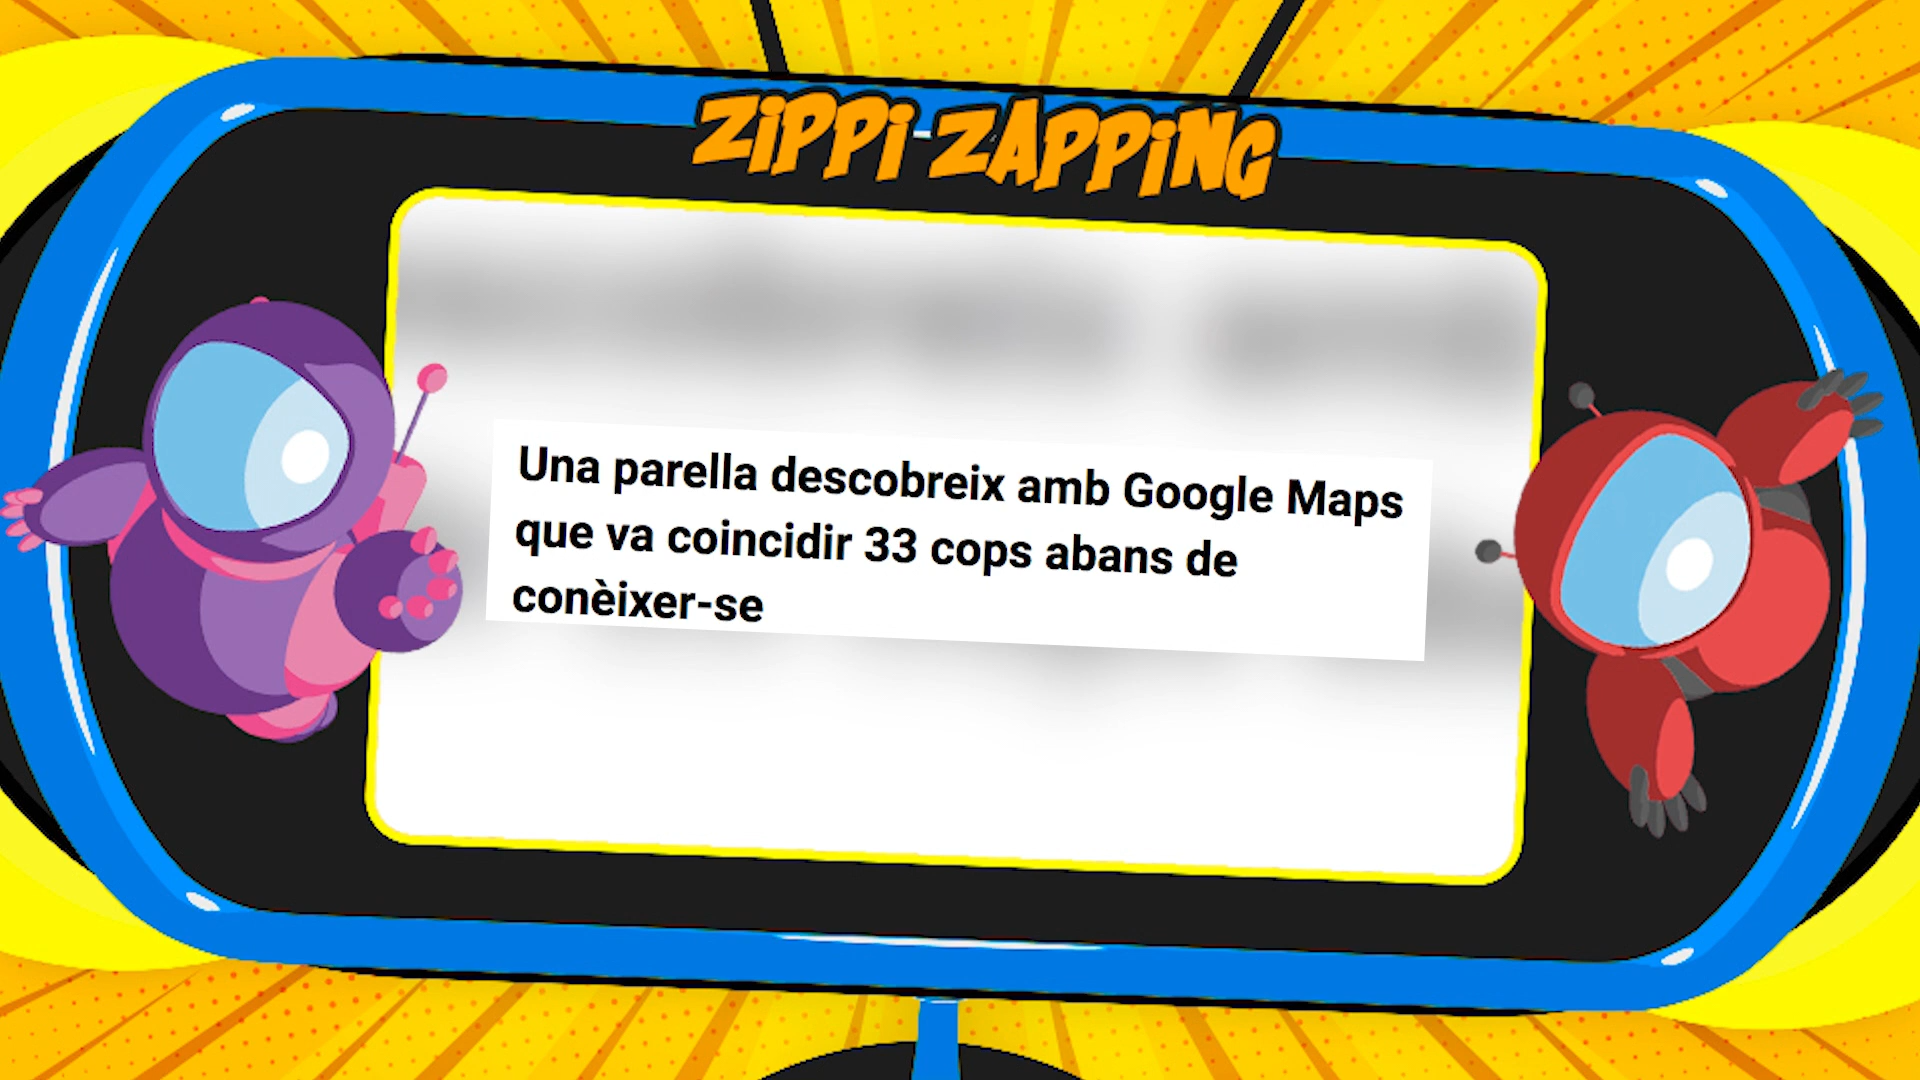 ZiPPi ZAPPiNG
Una parella descobreix amb Google Maps
que va coincidir 33 cops abans de
conèixer-se